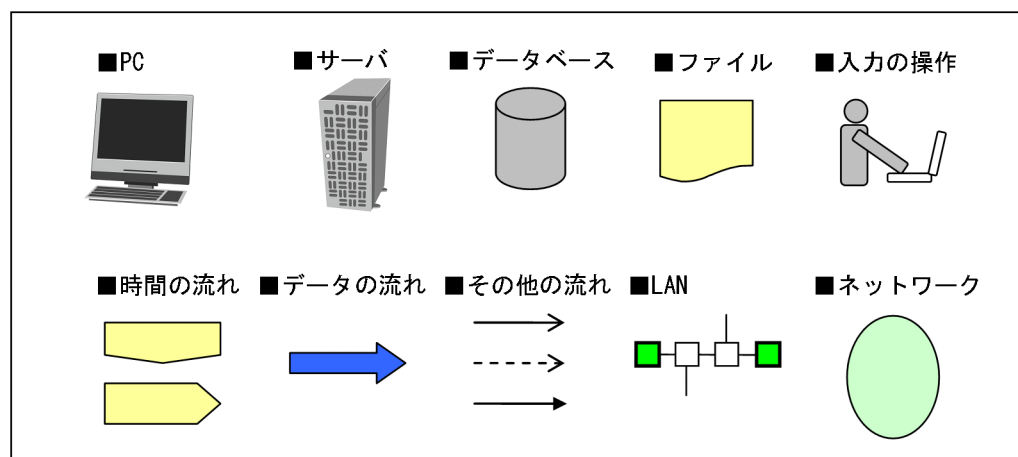 ■PC
■サーバ
■データベース
■ファイル
■入力の操作
■時間の流れ
■データの流れ
■その他の流れ
■LAN
■ネットワーク